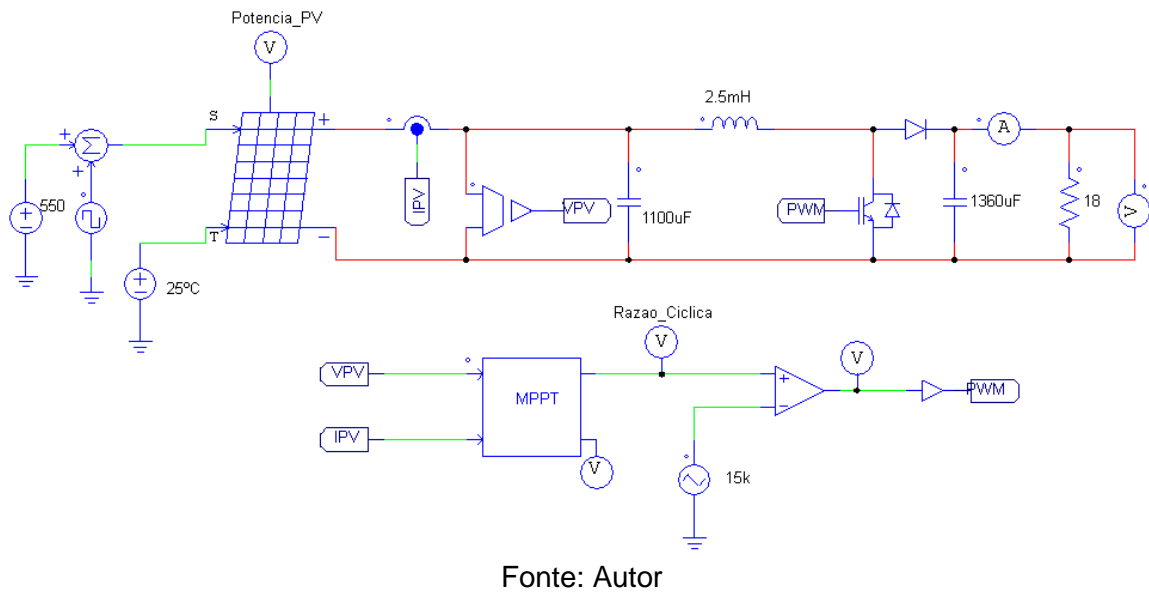 Potencia_PV
V
S
+
2.5mH
+
Σ
+
IPV
VPV
1100uF
PWM
1360uF
A
18
V
550
T
−
25ºC
Razao_Ciclica
V
V
VPV
MPPT
+
−
PWM
IPV
V
15k
Fonte: Autor